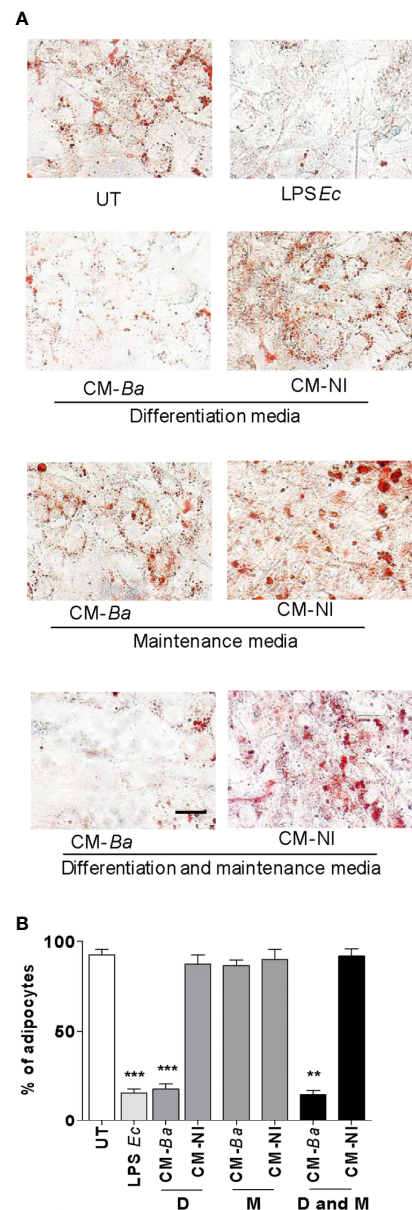 A
UT LPS Ec
CM-Ba CM-NI
Differentiation media
CM-Ba CM-NI
Maintenance media
CM-Ba CM-NI
Differentiation and maintenance media
B
% of adipocytes
100
50
0
***
***
**
UT
LPS Ec
CM-Ba
CM-NI
CM-Ba
CM-NI
CM-Ba
CM-NI
D M D and M